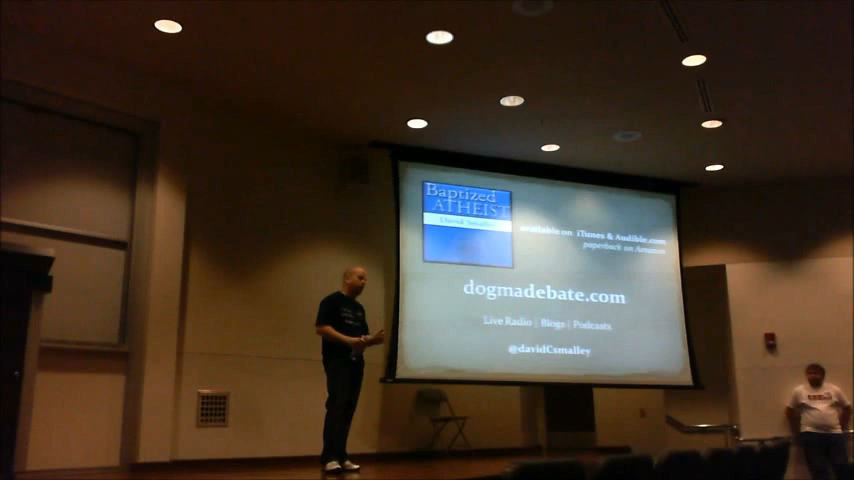 Baptized
ATHEIST
David Smalley
available on iTunes & Audible.com
paperback on Amazon
dogmadebate.com
Live Radio | Blogs | Podcasts
@davidCsmalley